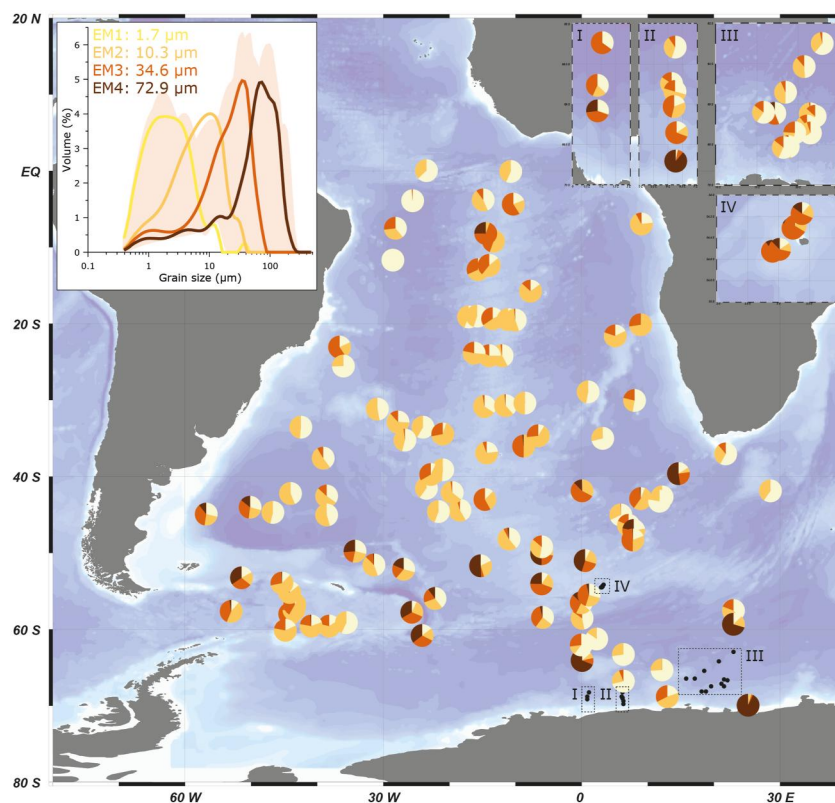 20 N
EQ
20 S
40 S
60 S
80 S
60 W
30 W
0
30 E
EM1: 1.7 µm
EM2: 10.3 µm
EM3: 34.6 µm
EM4: 72.9 µm
Volume (%)
7
6
5
4
3
2
1
0
0.1
1
10
100
Grain size (µm)
I
II
III
IV
IV
III
I
II